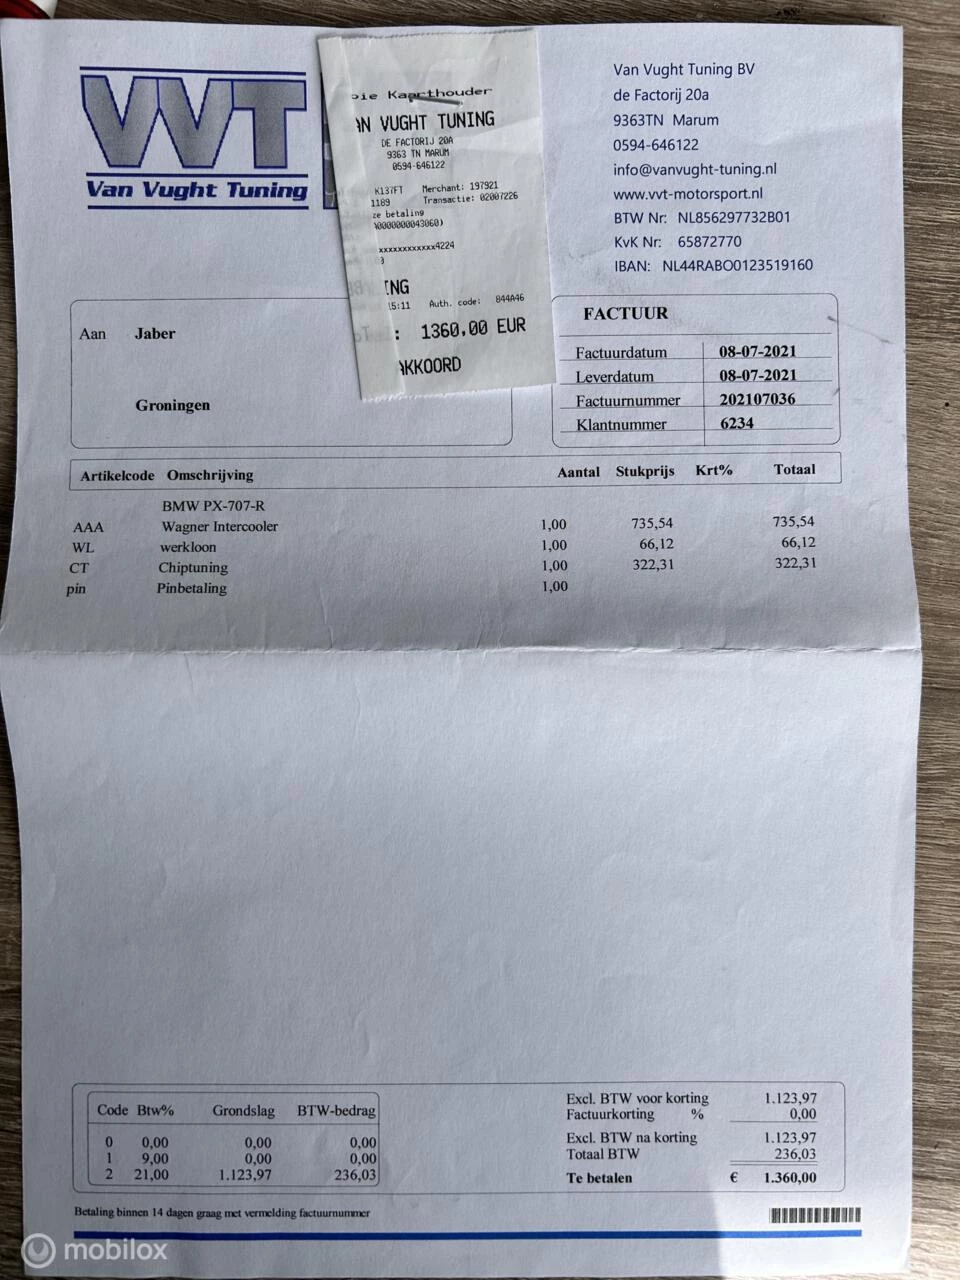 VVT
Van Vught Tuning
Kaarthouder
VUGHT TUNING
DE FACTORIJ 20A
9363 TN MARUM
0594-646122
K137FT Merchant: 197921
1189 Transactie: 02007226
ze betaling
A0000000043060)
xxxxxxxxxxxx4224
ING
15:11 Auth. code: 844A46
: 1360,00 EUR
AKKOORD
Van Vught Tuning BV
de Factorij 20a
9363TN Marum
0594-646122
info@vanvught-tuning.nl
www.vvt-motorsport.nl
BTW Nr: NL856297732B01
KvK Nr: 65872770
IBAN: NL44RABO0123519160
Aan Jaber
Groningen
FACTUUR
Factuurdatum 08-07-2021
Leverdatum 08-07-2021
Factuurnummer 202107036
Klantnummer 6234
Artikelcode Omschrijving Aantal Stukprijs Krt% Totaal
BMW PX-707-R
AAA Wagner Intercooler 1,00 735,54 735,54
WL werkloon 1,00 66,12 66,12
CT Chiptuning 1,00 322,31 322,31
pin Pinbetaling 1,00
Code Btw% Grondslag BTW-bedrag
0 0,00 0,00 0,00
1 9,00 0,00 0,00
2 21,00 1.123,97 236,03
Excl. BTW voor korting 1.123,97
Factuurkorting % 0,00
Excl. BTW na korting 1.123,97
Totaal BTW 236,03
Te betalen € 1.360,00
Betaling binnen 14 dagen graag met vermelding factuurnummer
mobilox